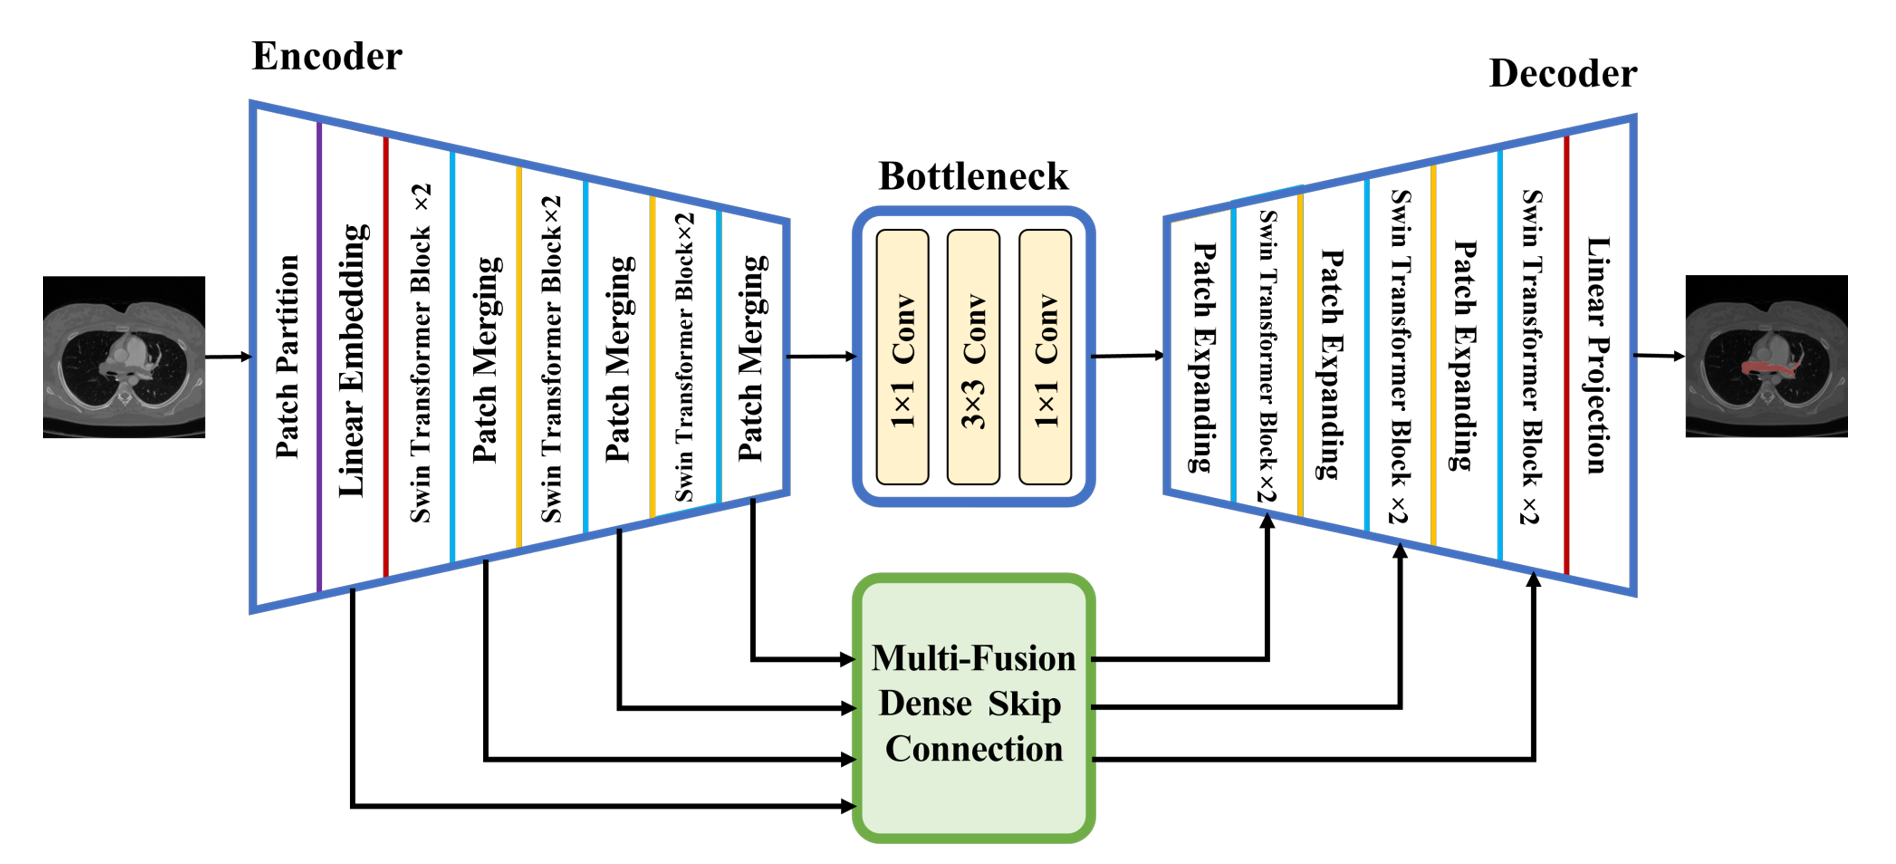 Encoder
Decoder
Bottleneck
Patch Partition
Linear Embedding
Swin Transformer Block ×2
Patch Merging
Swin Transformer Block×2
Patch Merging
Swin Transformer Block×2
Patch Merging
1×1 Conv
3×3 Conv
1×1 Conv
Patch Expanding
Swin Transformer Block×2
Patch Expanding
Swin Transformer Block ×2
Patch Expanding
Swin Transformer Block ×2
Linear Projection
Multi-Fusion
Dense Skip
Connection